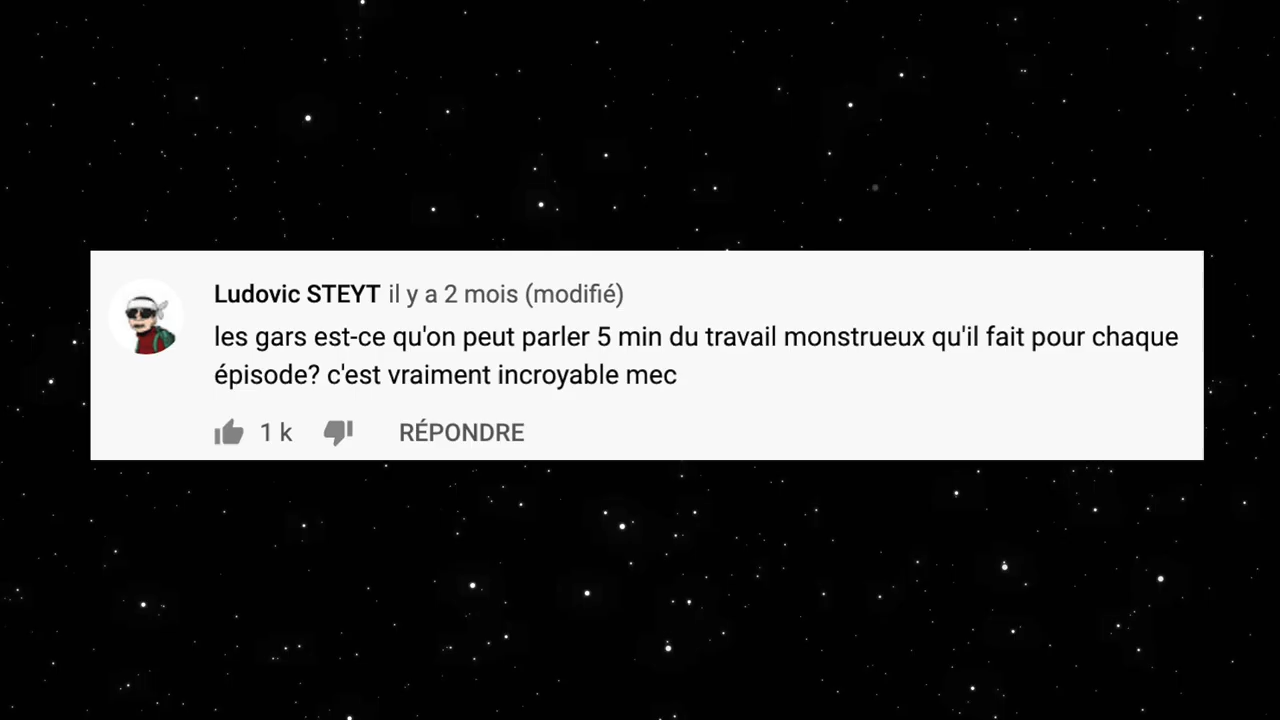 Ludovic STEYT il y a 2 mois (modifié)
les gars est-ce qu'on peut parler 5 min du travail monstrueux qu'il fait pour chaque
épisode? c'est vraiment incroyable mec
1 k RÉPONDRE